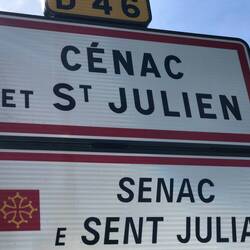 D 46
CÉNAC
ET ST JULIEN
SENAC
E SENT JULIA